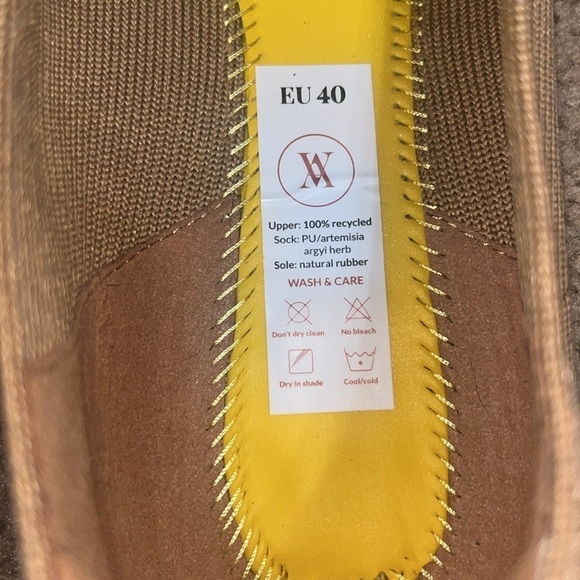 EU 40
Upper: 100% recycled
Sock: PU/artemisia
argyi herb
Sole: natural rubber
WASH & CARE
Don't dry clean No bleach
Dry in shade Cool/cold